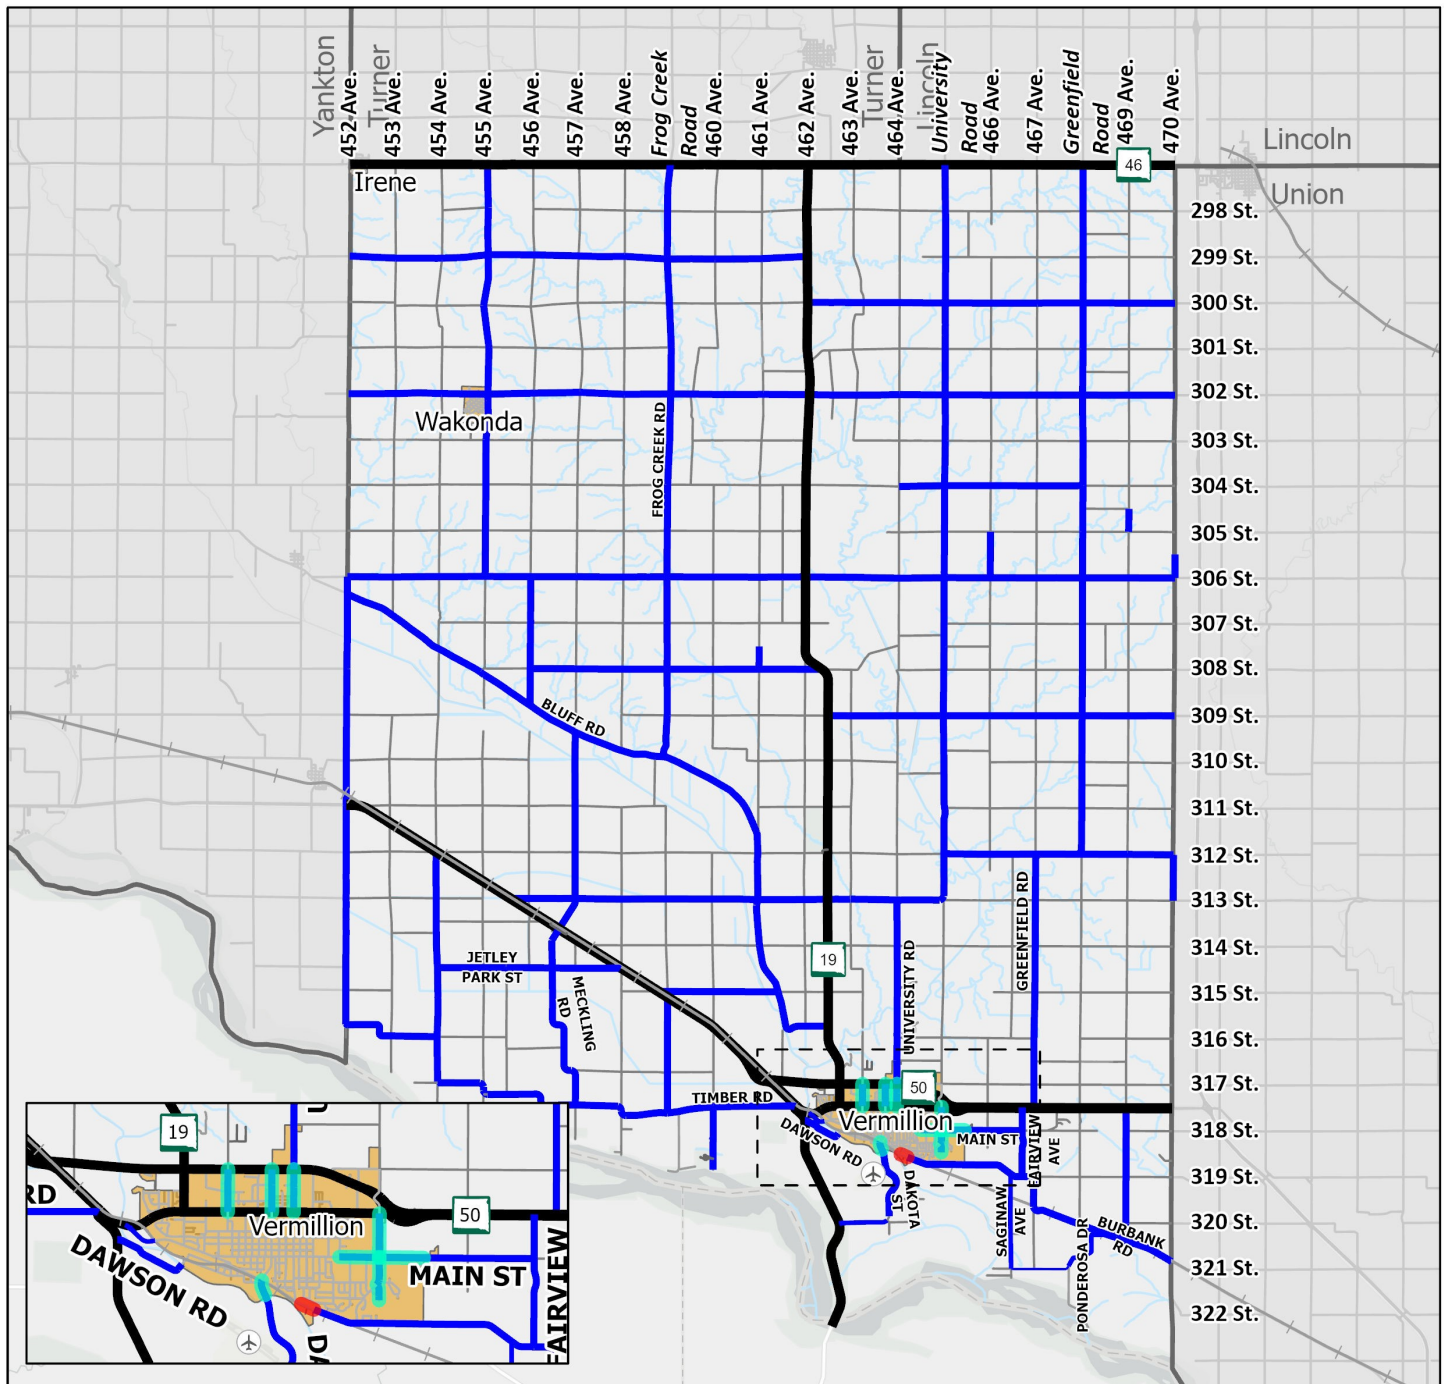 Yankton
Turner
Turner
Lincoln
452 Ave.
453 Ave.
454 Ave.
455 Ave.
456 Ave.
457 Ave.
458 Ave.
Frog Creek
Road
460 Ave.
461 Ave.
462 Ave.
463 Ave.
464 Ave.
University
Road
466 Ave.
467 Ave.
Greenfield
Road
469 Ave.
470 Ave.
Lincoln
Union
46
Irene
298 St.
299 St.
300 St.
301 St.
302 St.
Wakonda
303 St.
FROG CREEK RD
304 St.
305 St.
306 St.
307 St.
308 St.
BLUFF RD
309 St.
310 St.
311 St.
312 St.
313 St.
GREENFIELD RD
UNIVERSITY RD
314 St.
19
JETLEY
PARK ST
MECKLING
RD
315 St.
316 St.
317 St.
50
TIMBER RD
Vermillion
318 St.
MAIN ST
DAWSON RD
FAIRVIEW
AVE
319 St.
DAKOTA
ST
SAGINAW
AVE
320 St.
BURBANK
RD
PONDEROSA DR
321 St.
322 St.
19
RD
50
Vermillion
DAWSON RD
MAIN ST
FAIRVIEW
DA